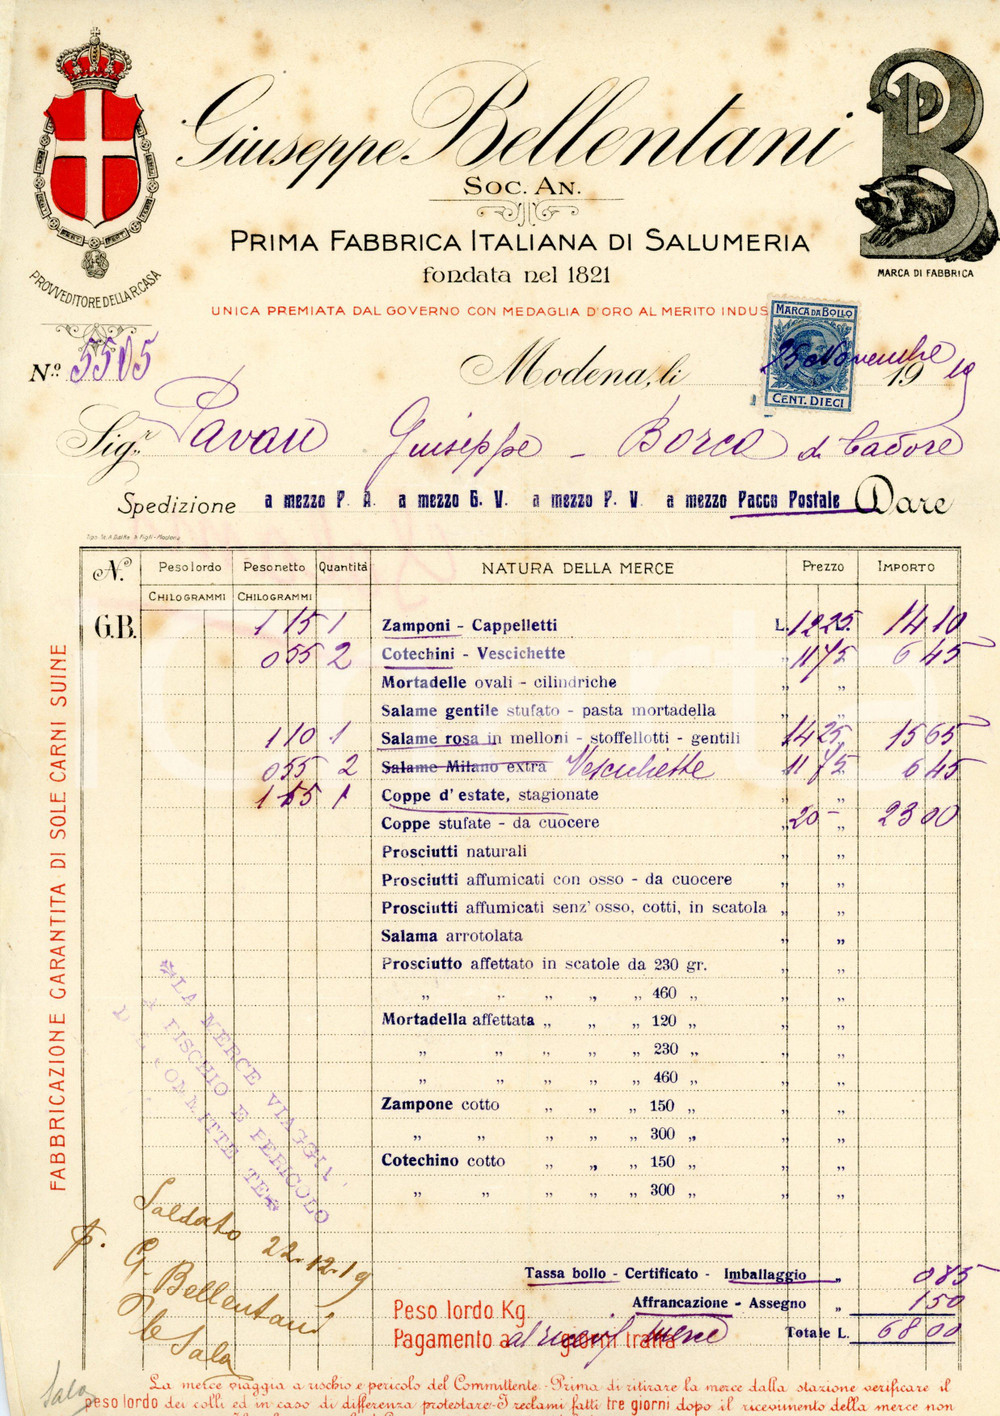 Giuseppe Bellentani
Soc. An.
PRIMA FABBRICA ITALIANA DI SALUMERIA
fondata nel 1821
UNICA PREMIATA DAL GOVERNO CON MEDAGLIA D'ORO AL MERITO INDUS
PROVVEDITORE DELLA R. CASA
MARCA DI FABBRICA
MARCA DA BOLLO
CENT. DIECI
N.º 5505
Modena, li 25 Novembre 19 19
Sig.r Pavan Giuseppe - Borca di Cadore
Spedizione a mezzo P. A. a mezzo G. V. a mezzo P. V. a mezzo Pacco Postale Dare
N. Peso lordo Peso netto Quantità NATURA DELLA MERCE Prezzo IMPORTO
CHILOGRAMMI CHILOGRAMMI
G.B. 1 15 1 Zamponi - Cappelletti L. 12 25 14 10
0 55 2 Cotechini - Vescichette 11 75 6 45
Mortadelle ovali - cilindriche " "
Salame gentile stufato - pasta mortadella " "
1 10 1 Salame rosa in melloni - stoffellotti - gentili 14 25 15 65
0 55 2 Salame Milano extra Vescichette 11 75 6 45
1 15 1 Coppe d'estate, stagionate " "
Coppe stufate - da cuocere 20 - " 23 00
Prosciutti naturali " "
Prosciutti affumicati con osso - da cuocere " "
Prosciutti affumicati senz'osso, cotti, in scatola " "
Salama arrotolata " "
Prosciutto affettato in scatole da 230 gr. " "
" " " " " 460 " " "
Mortadella affettata " " " 120 " " "
" " " " " 230 " " "
" " " " " 460 " " "
Zampone cotto " " " 150 " " "
" " " " " 300 " " "
Cotechino cotto " " " 150 " " "
" " " " " 300 " " "
Tassa bollo - Certificato - Imballaggio " 0 85
Affrancazione - Assegno " 1 50
Totale L. 68 00
Peso lordo Kg.
Pagamento a giorni tratta
al merce
FABBRICAZIONE GARANTITA DI SOLE CARNI SUINE
LA MERCE VIAGGIA
A RISCHIO E PERICOLO
COMMITTENTE
Saldato 22-12-19
p. G. Bellentani
Sala
Sala
La merce viaggia a rischio e pericolo del Committente - Prima di ritirare la merce dalla stazione verificare il
peso lordo dei colli ed in caso di differenza protestare - I reclami fatti tre giorni dopo il ricevimento della merce non